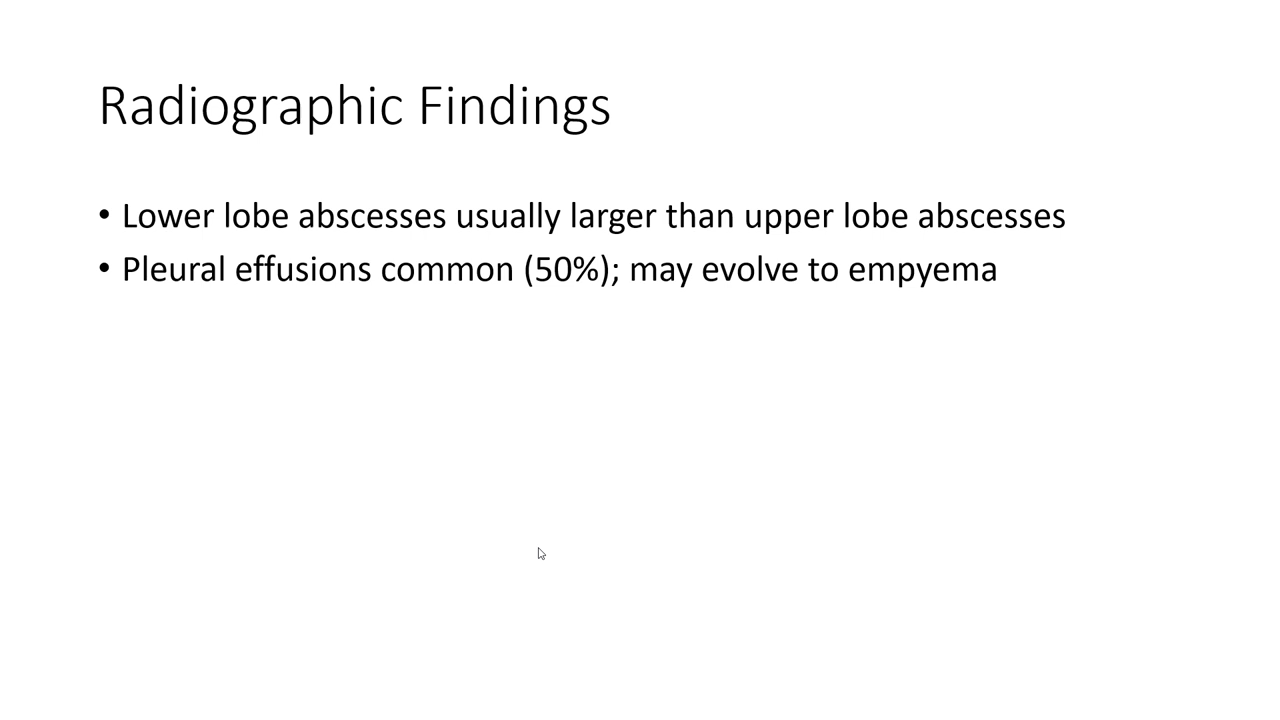 Radiographic Findings
• Lower lobe abscesses usually larger than upper lobe abscesses
• Pleural effusions common (50%); may evolve to empyema